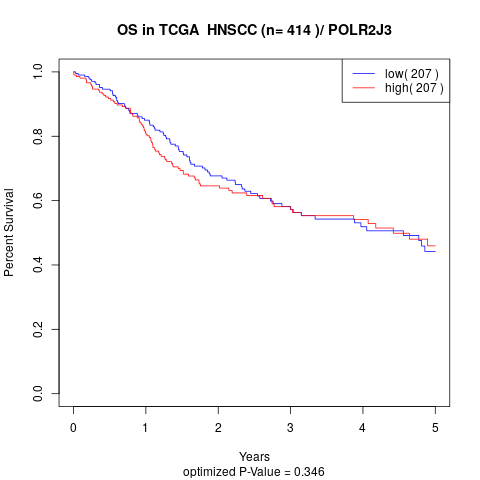 OS in TCGA  HNSCC (n= 414 )/ POLR2J3
low( 207 )
high( 207 )
Percent Survival
1.0
0.8
0.6
0.4
0.2
0.0
0 1 2 3 4 5
Years
optimized P-Value = 0.346